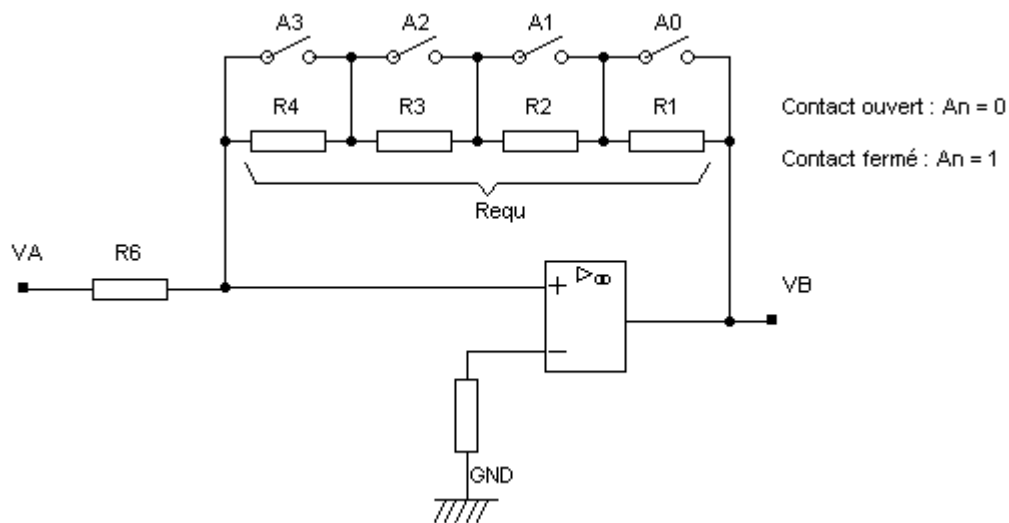 A3 A2 A1 A0
R4 R3 R2 R1
Contact ouvert : An = 0
Contact fermé : An = 1
Requ
VA R6
+
∞
VB
−
GND